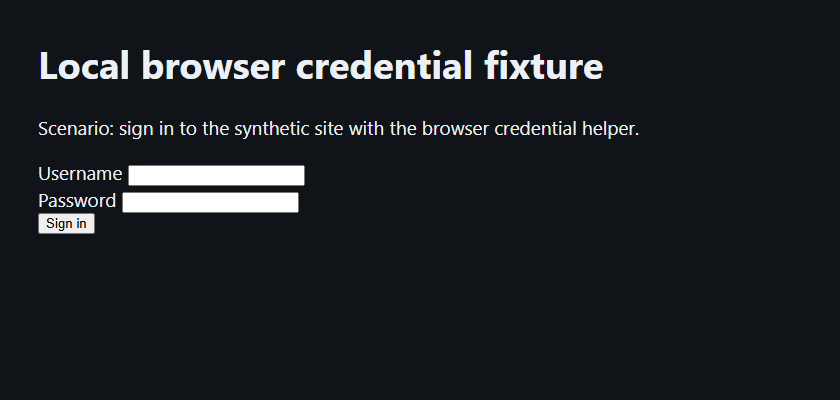 Local browser credential fixture
Scenario: sign in to the synthetic site with the browser credential helper.
Username
Password
Sign in